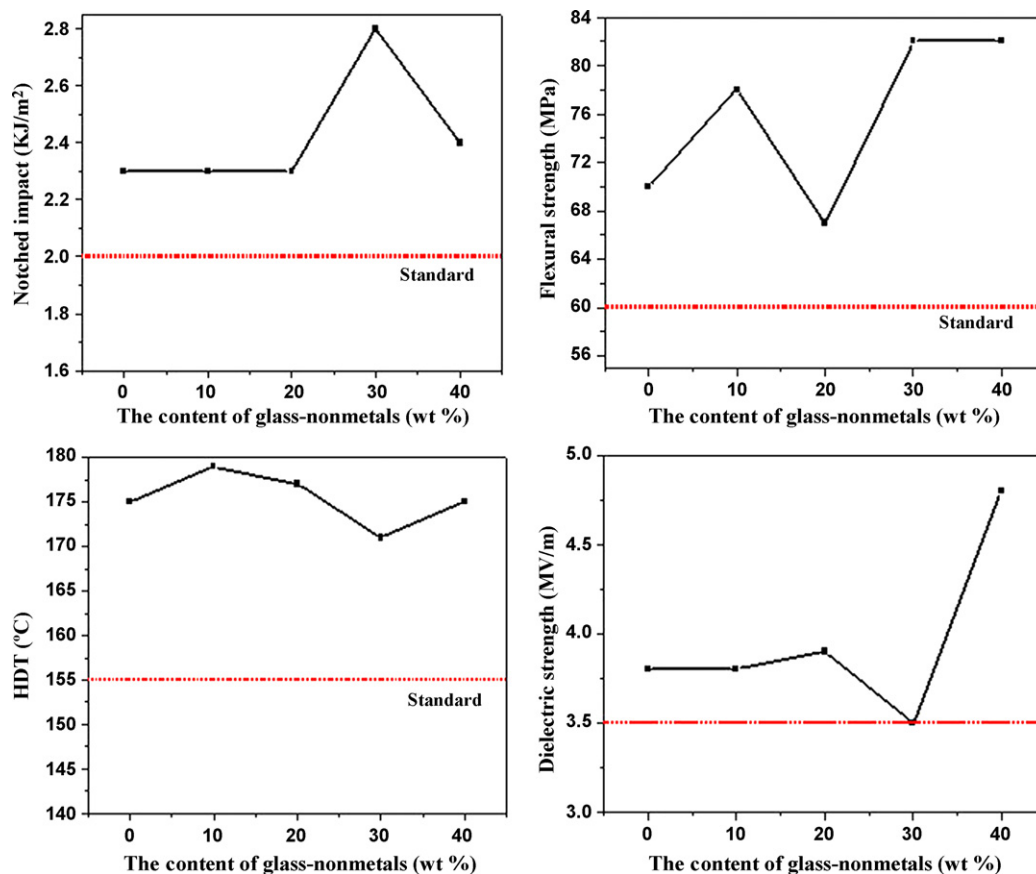 2.8
2.6
2.4
2.2
2.0
1.8
1.6
Notched impact (KJ/m²)
Standard
0 10 20 30 40
The content of glass-nonmetals (wt %)
84
80
76
72
68
64
60
56
Flexural strength (MPa)
Standard
0 10 20 30 40
The content of glass-nonmetals (wt %)
180
175
170
165
160
155
150
145
140
HDT (ºC)
Standard
0 10 20 30 40
The content of glass-nonmetals (wt %)
5.0
4.5
4.0
3.5
3.0
Dielectric strength (MV/m)
0 10 20 30 40
The content of glass-nonmetals (wt %)